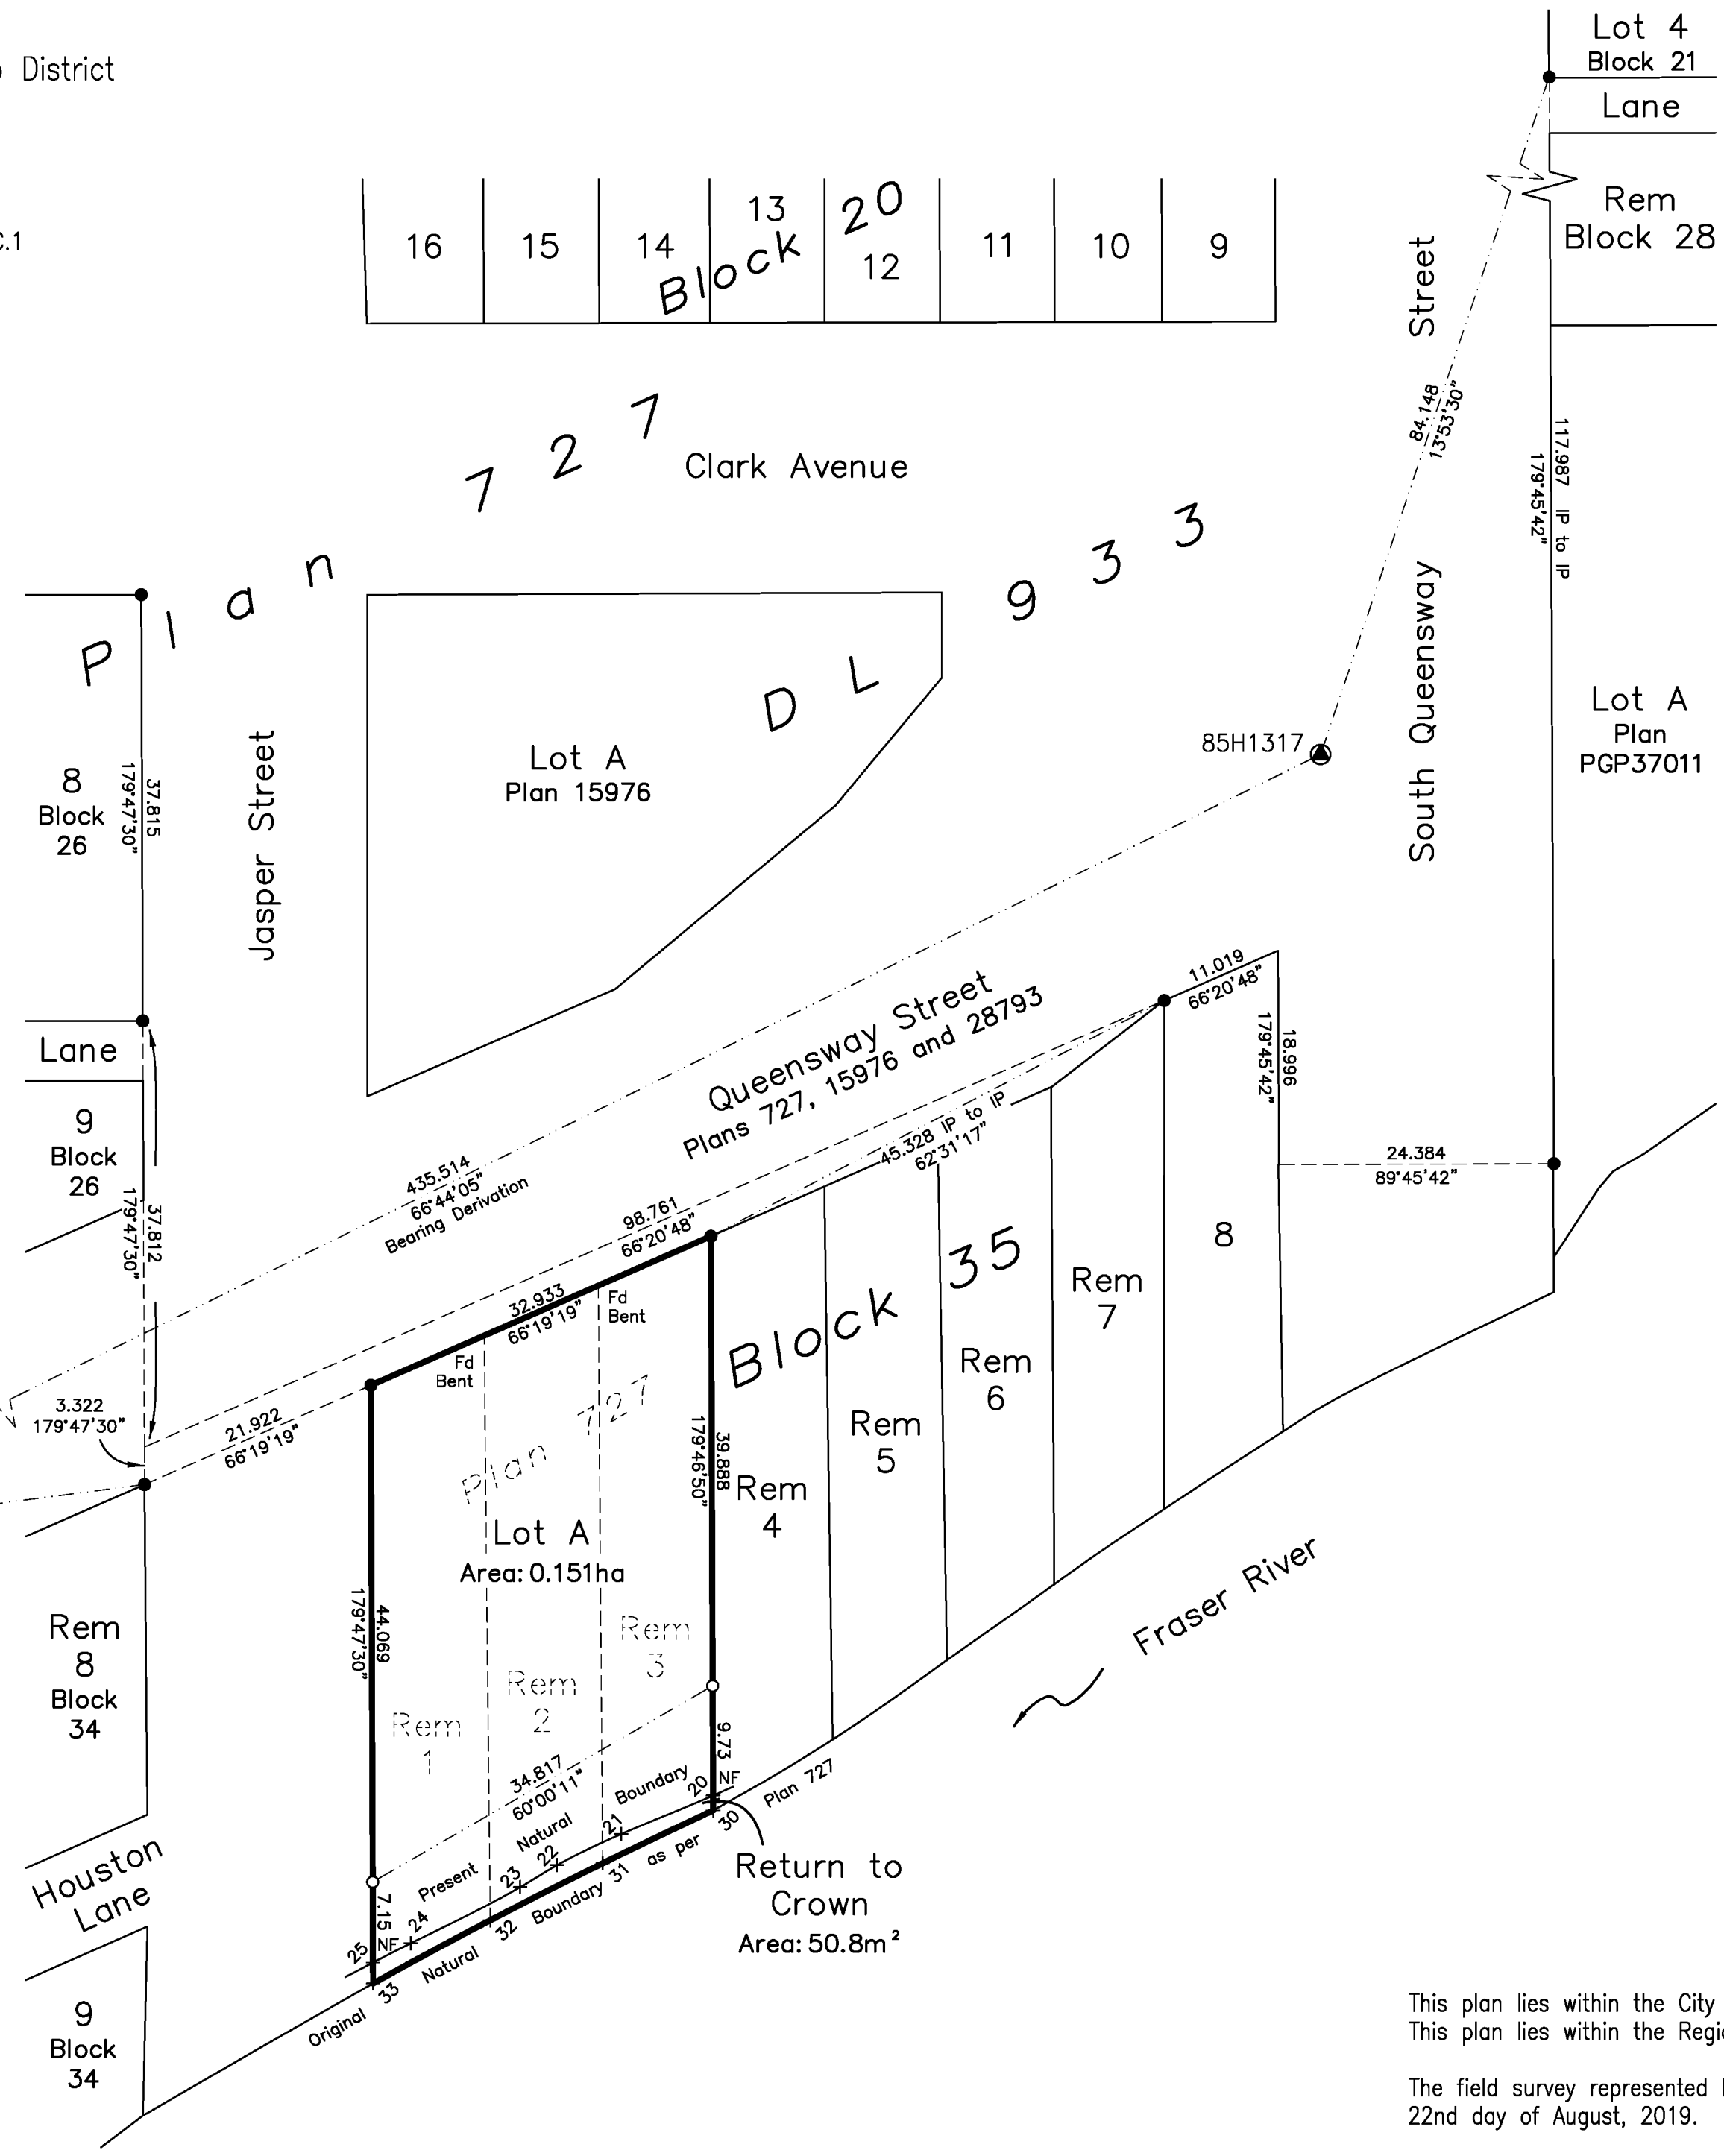 District
Lot 4
Block 21
Lane
Rem
Block 28
16
15
14
13
12
11
10
9
Block 20
Street
84.148
13°53'30"
117.987 IP to IP
179°45'42"
Clark Avenue
Plan 727
DL 933
8
Block
26
37.815
179°47'30"
Jasper Street
Lot A
Plan 15976
85H1317
South Queensway
Lot A
Plan
PGP37011
Lane
9
Block
26
37.812
179°47'30"
Queensway Street
Plans 727, 15976 and 28793
11.019
66°20'48"
18.996
179°45'42"
24.384
89°45'42"
45.328 IP to IP
62°31'17"
435.514
66°44'05"
Bearing Derivation
98.761
66°20'48"
32.933
66°19'19"
Fd
Bent
Fd
Bent
3.322
179°47'30"
21.922
66°19'19"
Block 35
8
Rem
7
Rem
6
Rem
5
Rem
4
39.888
179°46'50"
Plan 727
Lot A
Area: 0.151ha
44.069
179°47'30"
Rem
3
Rem
2
Rem
1
Rem
8
Block
34
Fraser River
34.817
60°00'11"
9.73
NF
20
21
22
23
24
25
Present Natural Boundary
7.15
NF
30
31
32
33
Original Natural Boundary as per Plan 727
Return to
Crown
Area: 50.8m²
Houston
Lane
9
Block
34
This plan lies within the City
This plan lies within the
The field survey represented
22nd day of August, 2019.